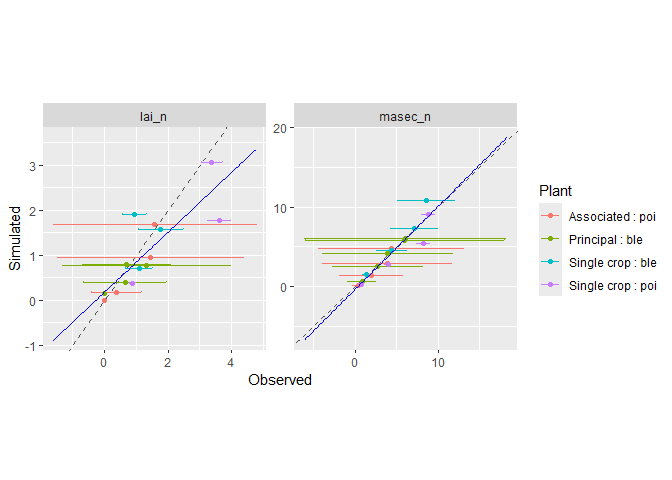 lai_n
masec_n
3
2
1
0
-1
20
10
0
0
2
4
0
10
Simulated
Observed
Plant
Associated : poi
Principal : ble
Single crop : ble
Single crop : poi